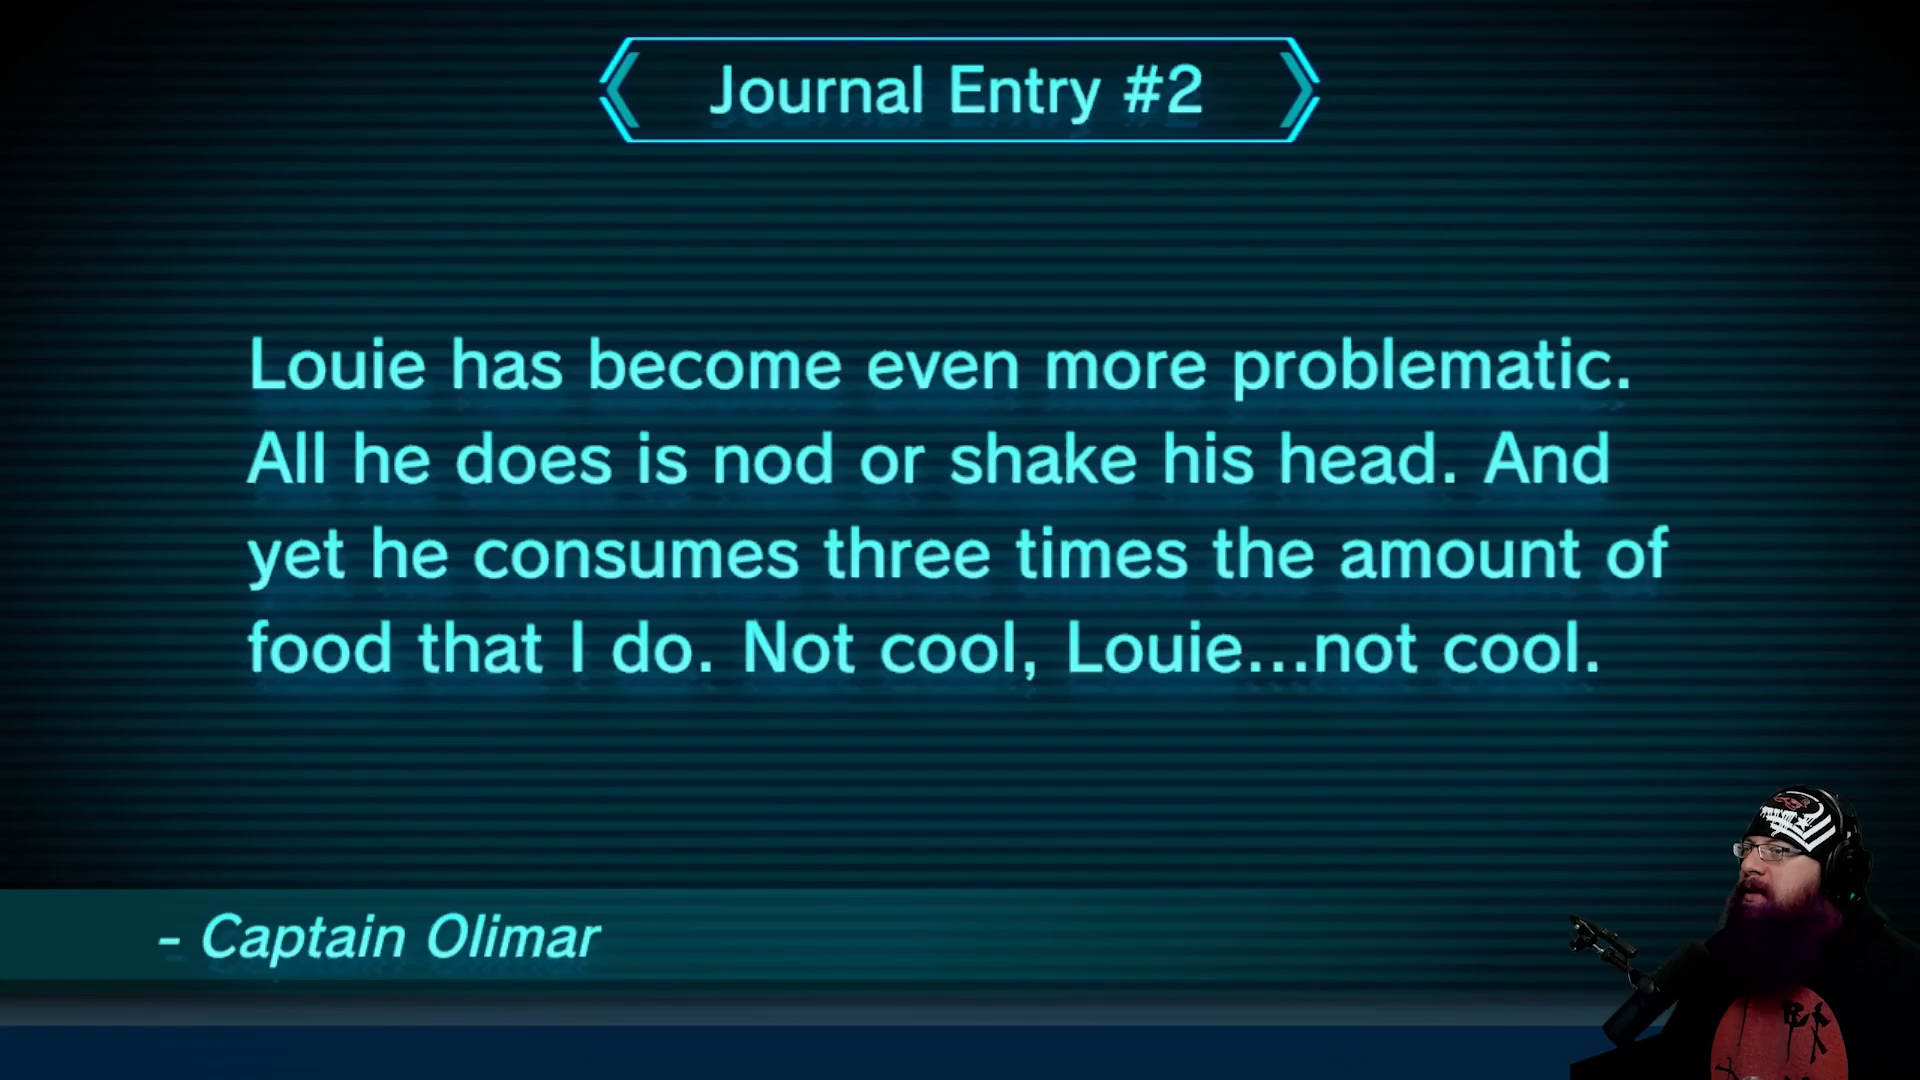 Journal Entry #2
Louie has become even more problematic.
All he does is nod or shake his head. And
yet he consumes three times the amount of
food that I do. Not cool, Louie...not cool.
- Captain Olimar